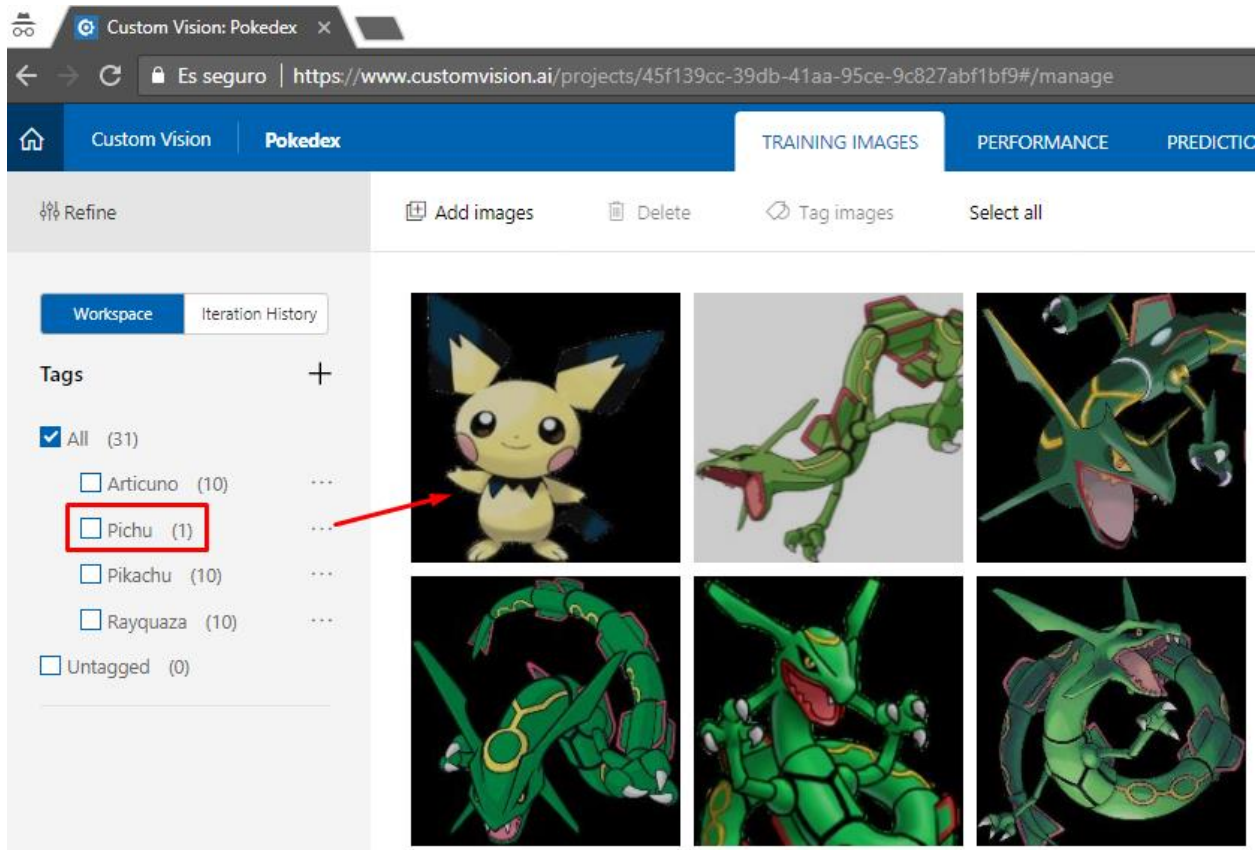 Custom Vision: Pokedex
Es seguro | https://www.customvision.ai/projects/45f139cc-39db-41aa-95ce-9c827abf1bf9#/manage
Custom Vision Pokedex TRAINING IMAGES PERFORMANCE PREDICTIO
Refine Add images Delete Tag images Select all
Workspace Iteration History
Tags +
All (31)
Articuno (10) ...
Pichu (1) ...
Pikachu (10) ...
Rayquaza (10) ...
Untagged (0)